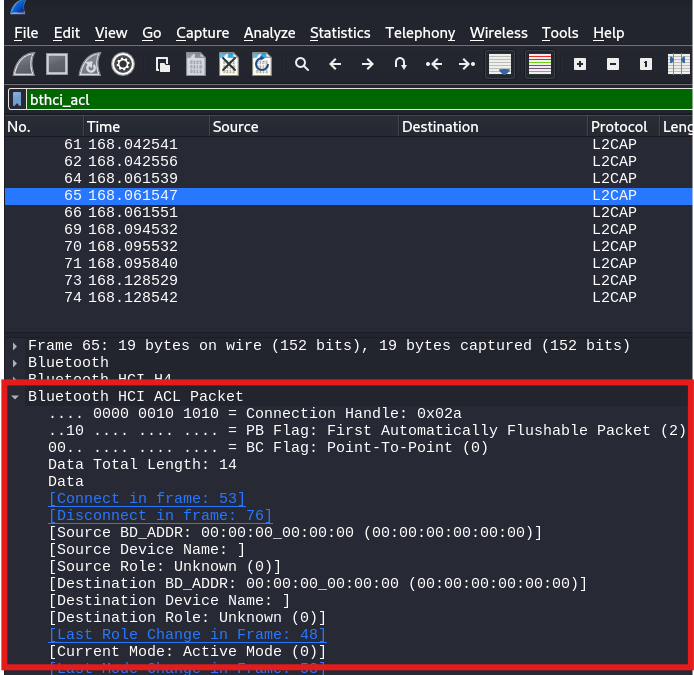 File Edit View Go Capture Analyze Statistics Telephony Wireless Tools Help
bthci_acl
No. Time Source Destination Protocol Leng
61 168.042541 L2CAP
62 168.042556 L2CAP
64 168.061539 L2CAP
65 168.061547 L2CAP
66 168.061551 L2CAP
69 168.094532 L2CAP
70 168.095532 L2CAP
71 168.095840 L2CAP
73 168.128529 L2CAP
74 168.128542 L2CAP
Frame 65: 19 bytes on wire (152 bits), 19 bytes captured (152 bits)
Bluetooth
Bluetooth HCI H4
Bluetooth HCI ACL Packet
.... 0000 0010 1010 = Connection Handle: 0x02a
..10 .... .... .... = PB Flag: First Automatically Flushable Packet (2)
00.. .... .... .... = BC Flag: Point-To-Point (0)
Data Total Length: 14
Data
[Connect in frame: 53]
[Disconnect in frame: 76]
[Source BD_ADDR: 00:00:00_00:00:00 (00:00:00:00:00:00)]
[Source Device Name: ]
[Source Role: Unknown (0)]
[Destination BD_ADDR: 00:00:00_00:00:00 (00:00:00:00:00:00)]
[Destination Device Name: ]
[Destination Role: Unknown (0)]
[Last Role Change in Frame: 48]
[Current Mode: Active Mode (0)]
[Last Mode Change in Frame: 53]